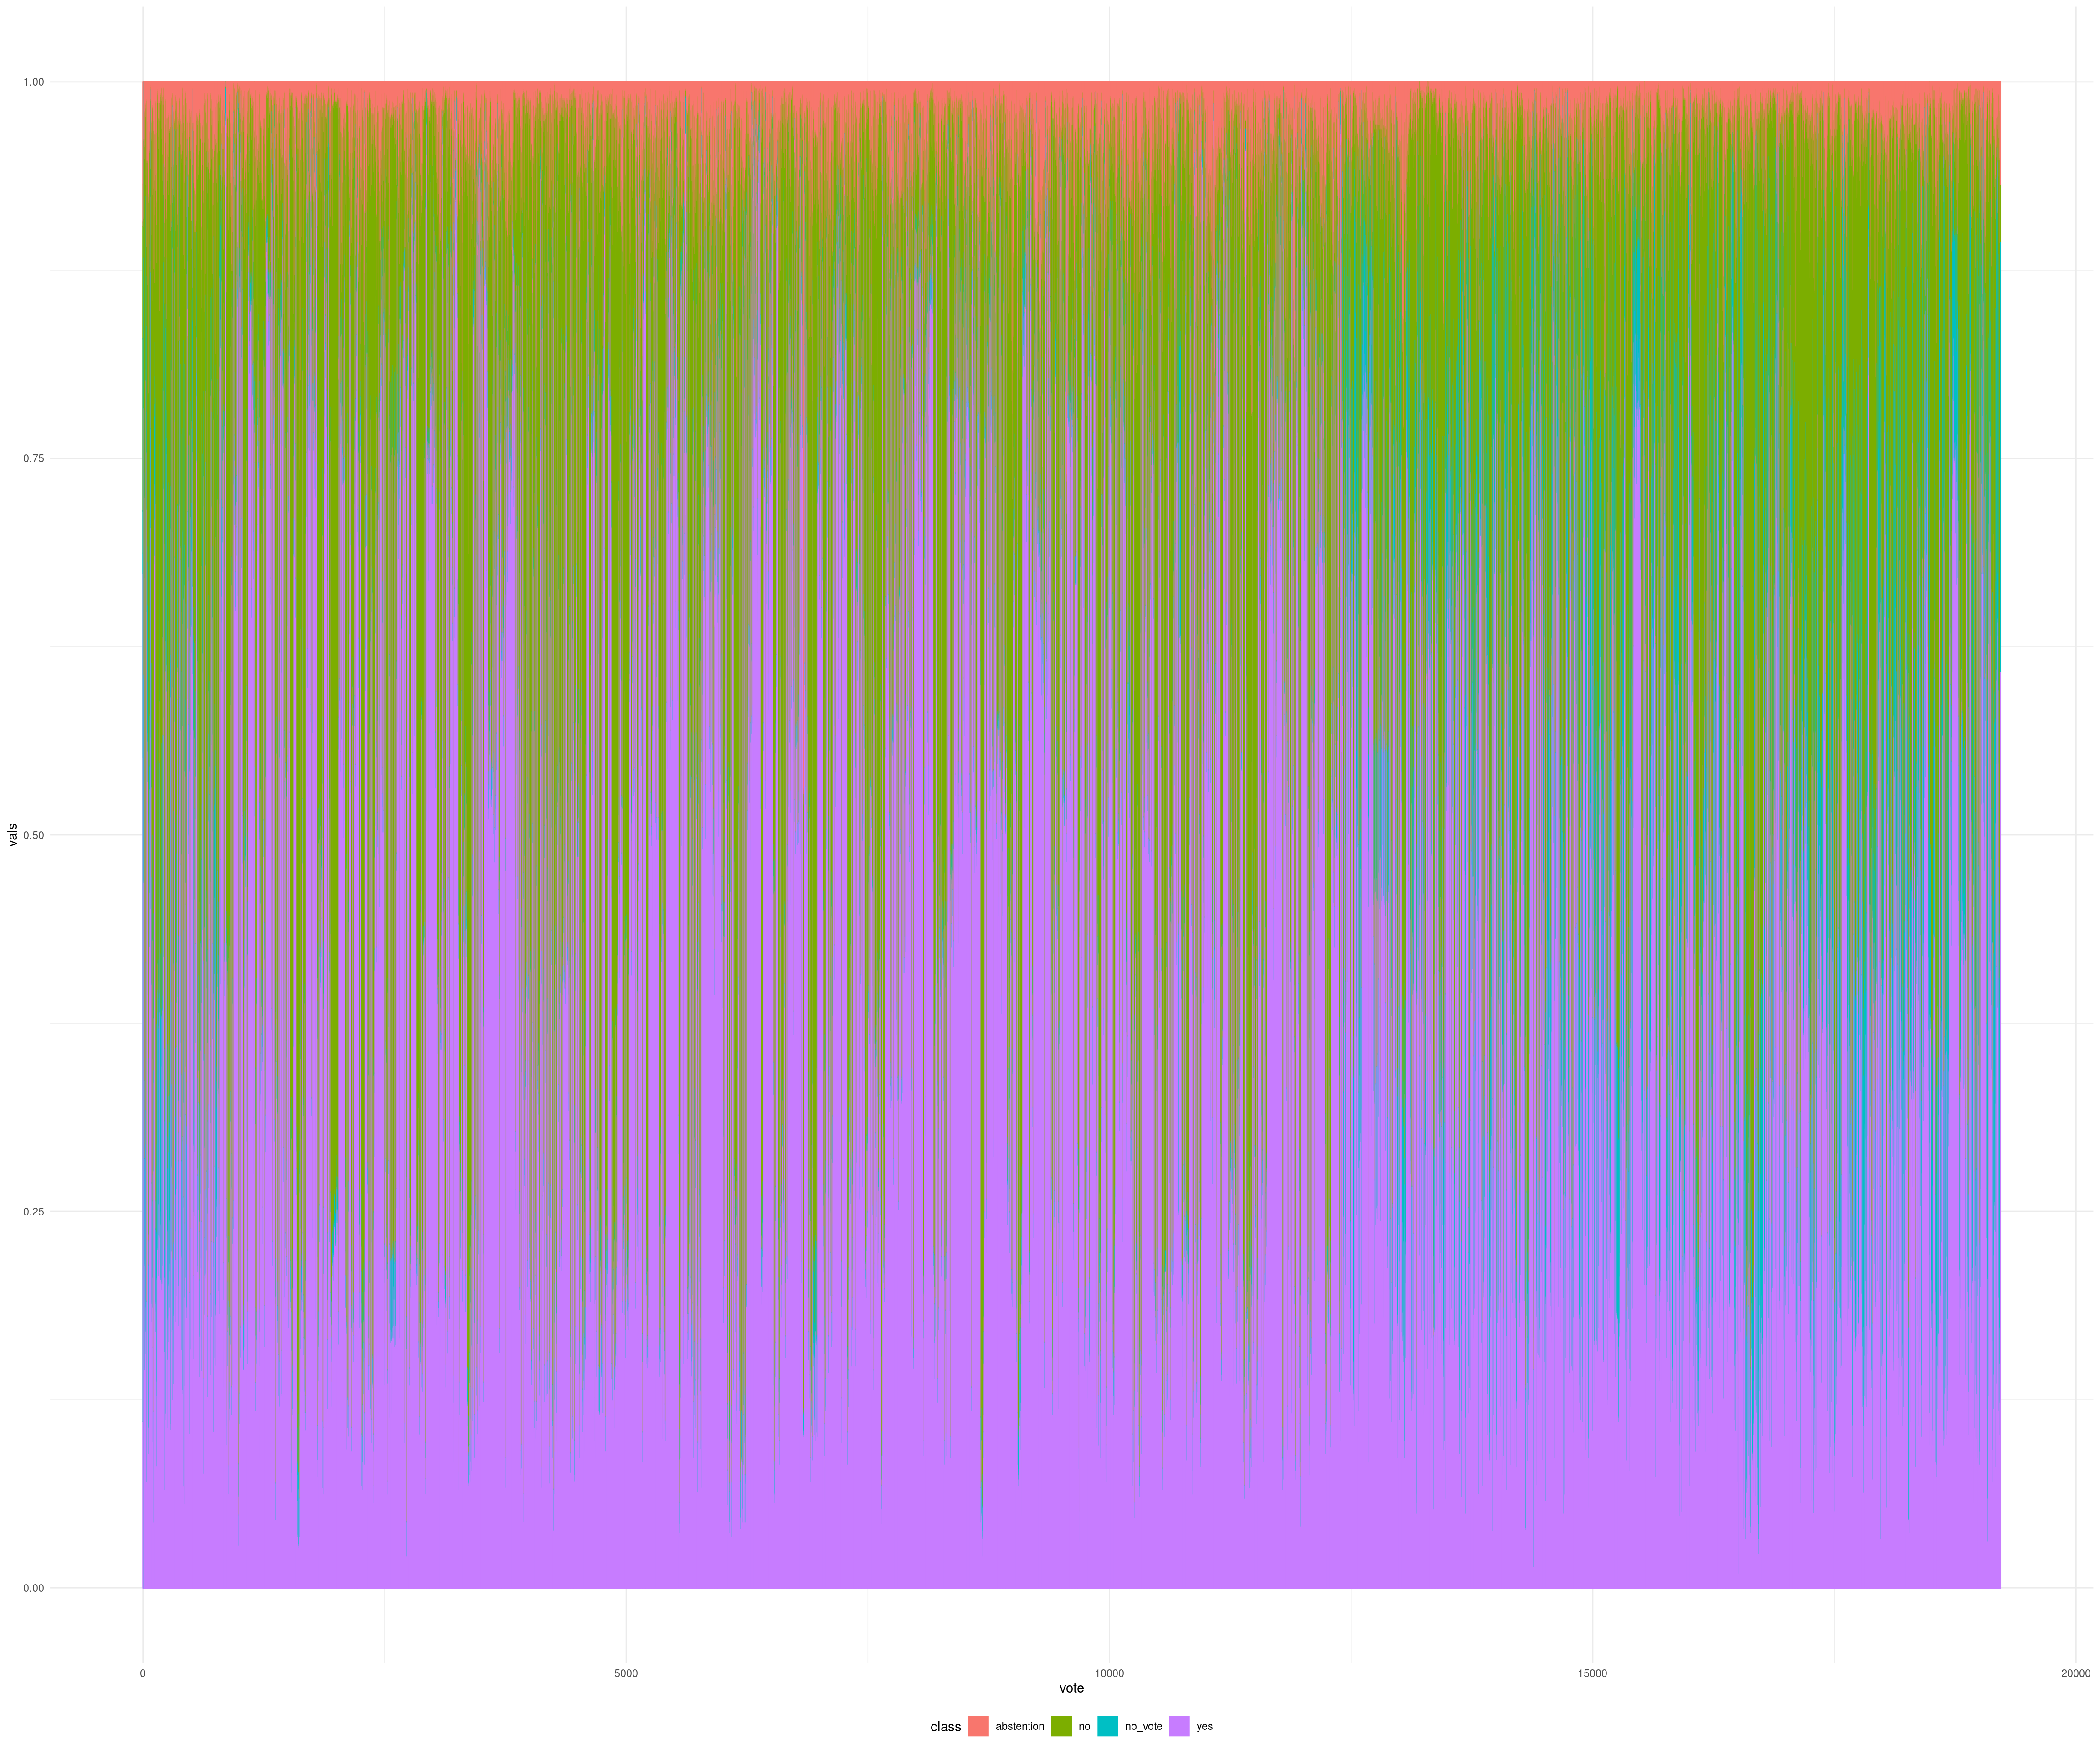 1.00
0.75
0.50
0.25
0.00
vals
0 5000 10000 15000 20000
vote
class abstention no no_vote yes